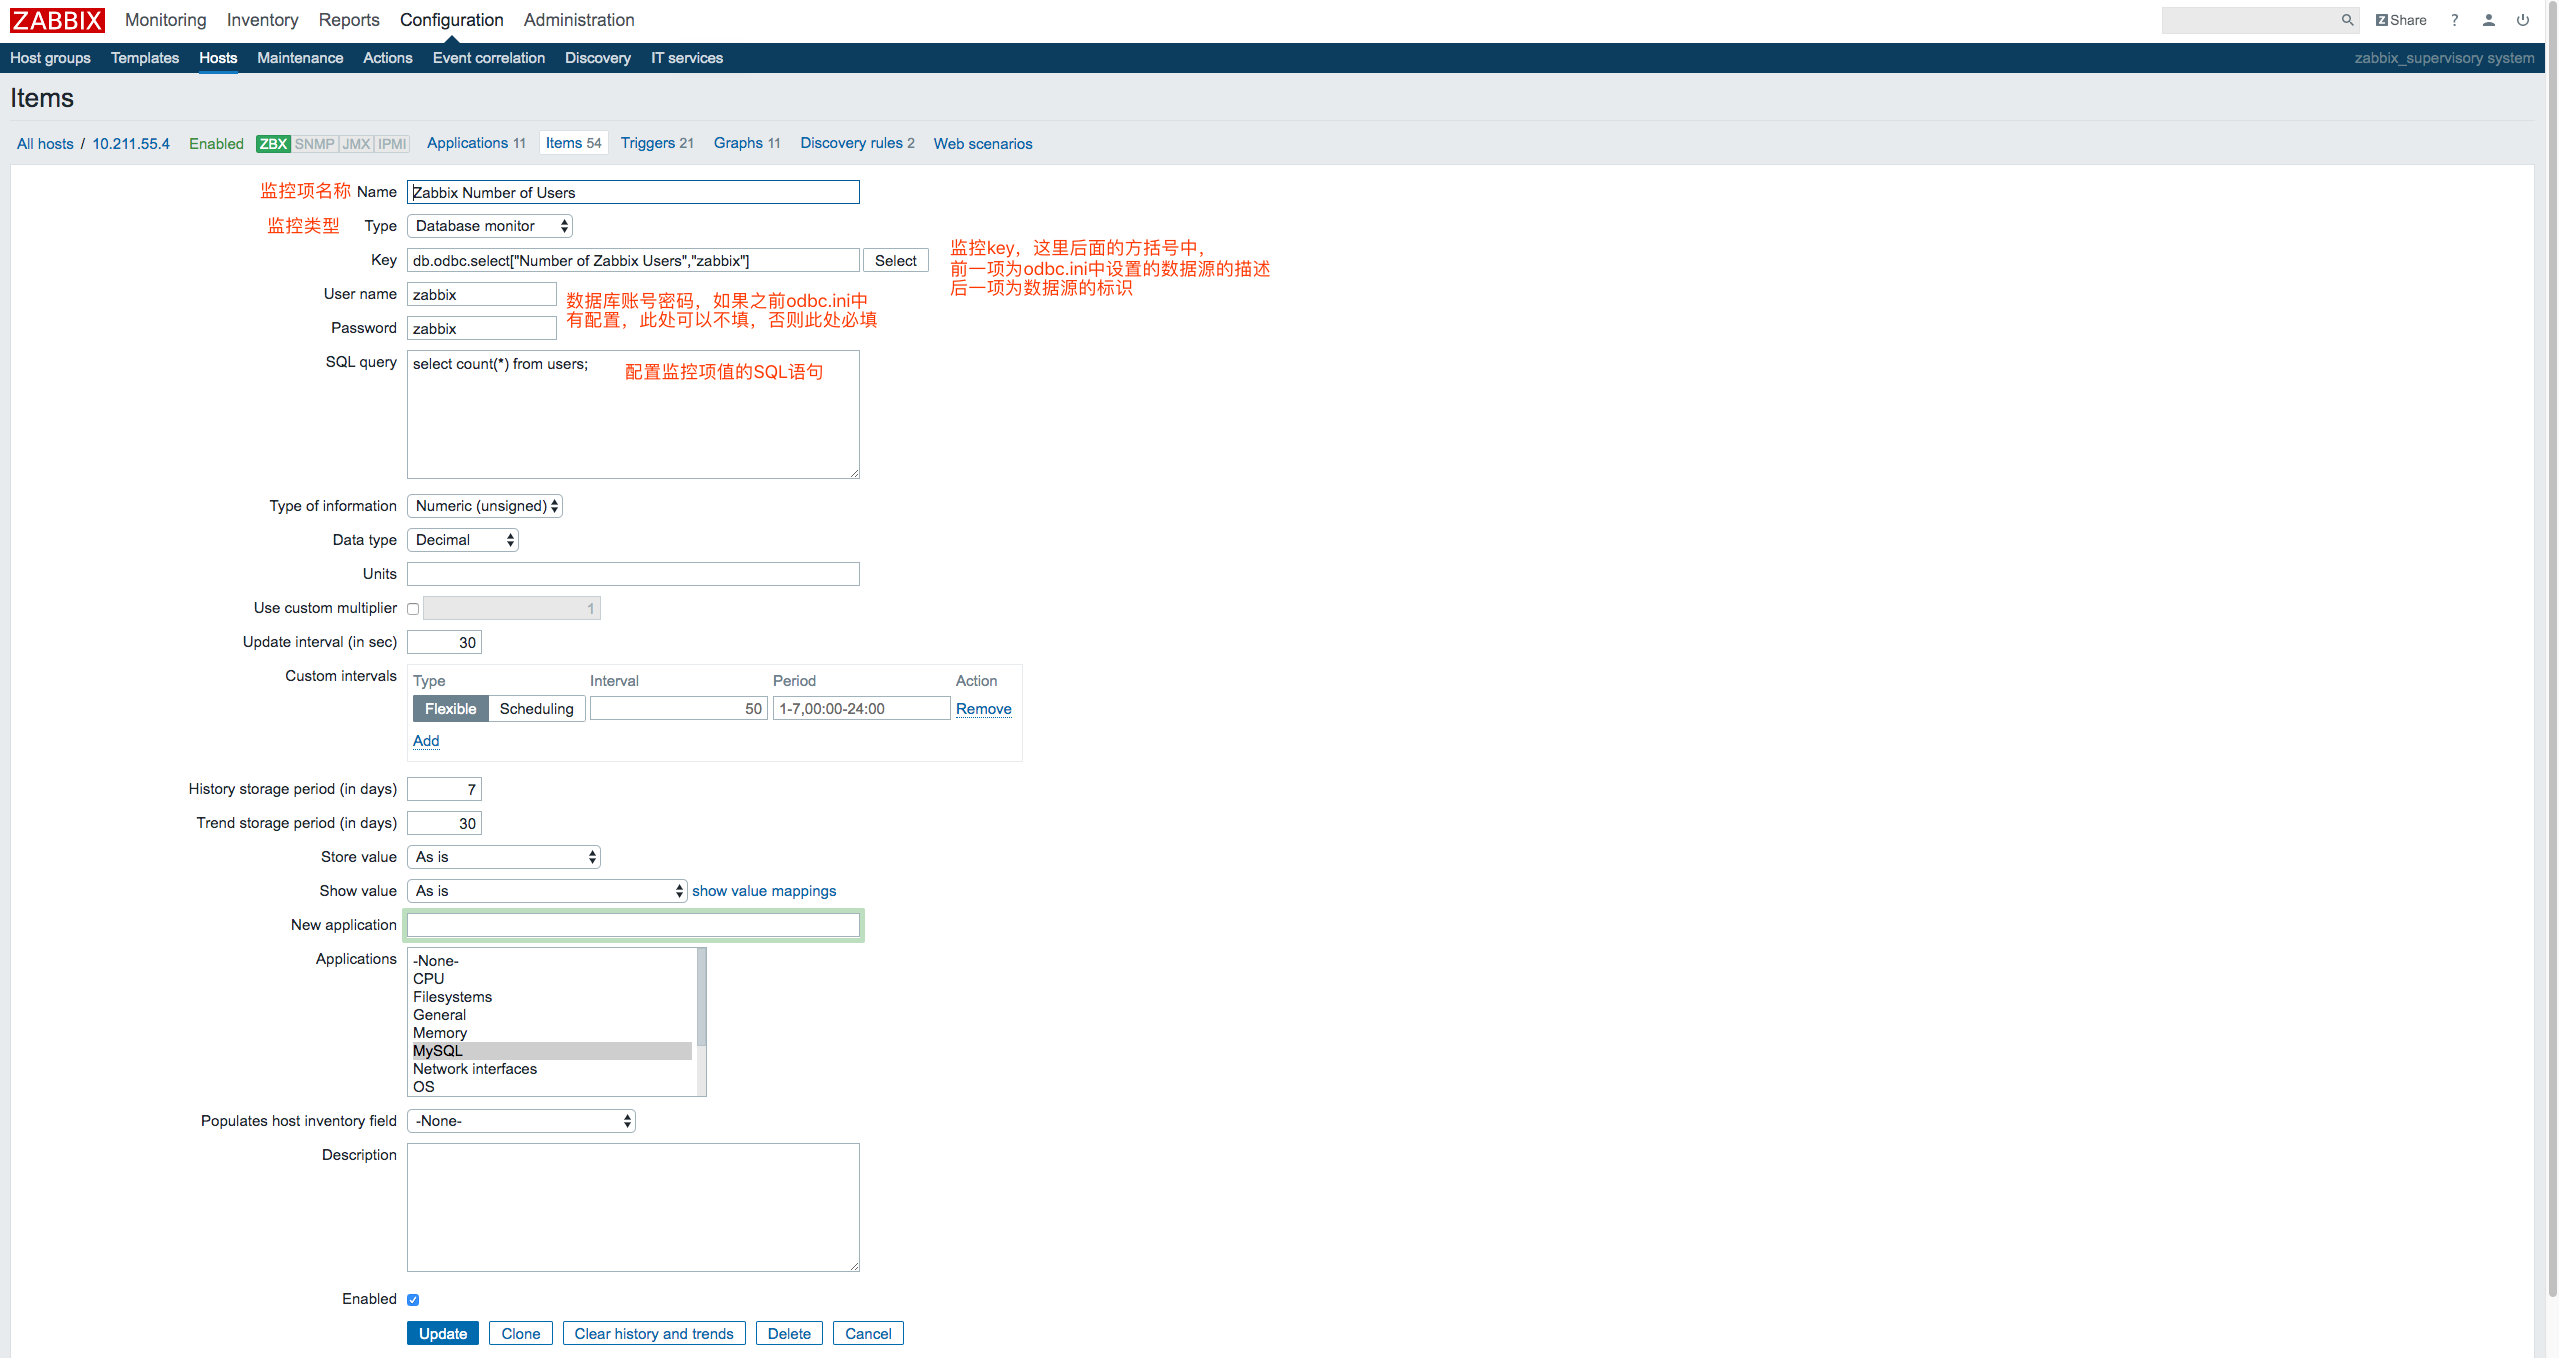 ZABBIX Monitoring Inventory Reports Configuration Administration Share ?
Host groups Templates Hosts Maintenance Actions Event correlation Discovery IT services zabbix_supervisory system
Items
All hosts / 10.211.55.4 Enabled ZBX SNMP JMX IPMI Applications 11 Items 54 Triggers 21 Graphs 11 Discovery rules 2 Web scenarios
监控项名称 Name Zabbix Number of Users
监控类型 Type Database monitor
Key db.odbc.select["Number of Zabbix Users","zabbix"] Select
监控key，这里后面的方括号中，
前一项为odbc.ini中设置的数据源的描述
后一项为数据源的标识
User name zabbix
Password zabbix
数据库账号密码，如果之前odbc.ini中
有配置，此处可以不填，否则此处必填
SQL query select count(*) from users;
配置监控项值的SQL语句
Type of information Numeric (unsigned)
Data type Decimal
Units
Use custom multiplier 1
Update interval (in sec) 30
Custom intervals Type Interval Period Action
Flexible Scheduling 50 1-7,00:00-24:00 Remove
Add
History storage period (in days) 7
Trend storage period (in days) 30
Store value As is
Show value As is show value mappings
New application
Applications -None-
CPU
Filesystems
General
Memory
MySQL
Network interfaces
OS
Populates host inventory field -None-
Description
Enabled
Update Clone Clear history and trends Delete Cancel